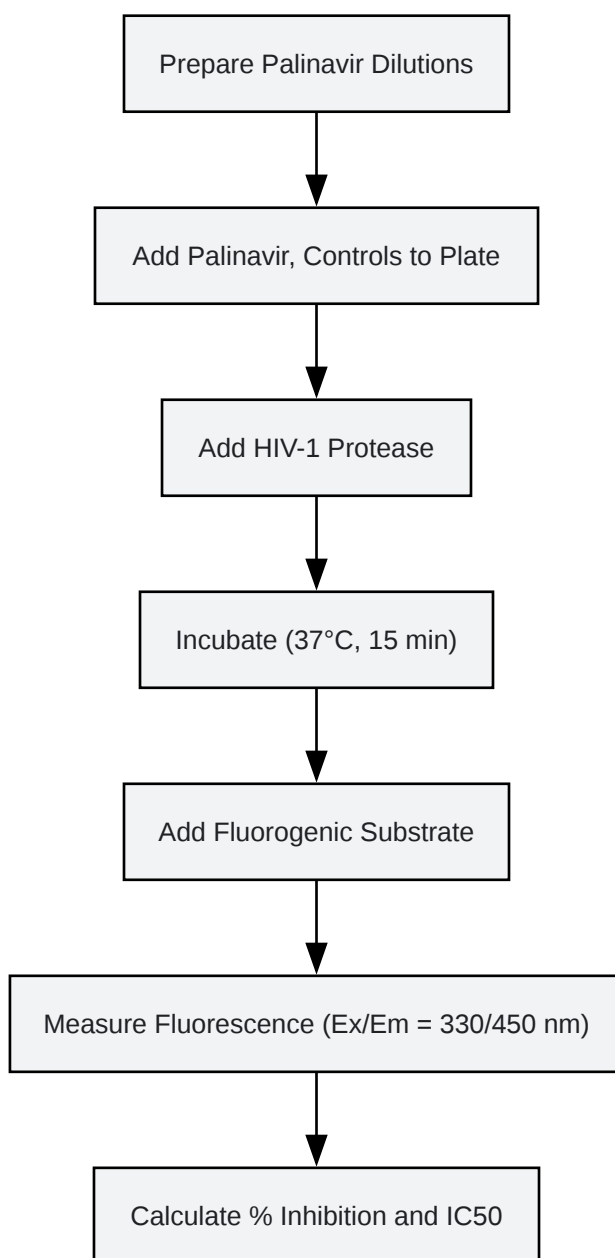 Prepare Palinavir Dilutions
Add Palinavir, Controls to Plate
Add HIV-1 Protease
Incubate (37°C, 15 min)
Add Fluorogenic Substrate
Measure Fluorescence (Ex/Em = 330/450 nm)
Calculate % Inhibition and IC50